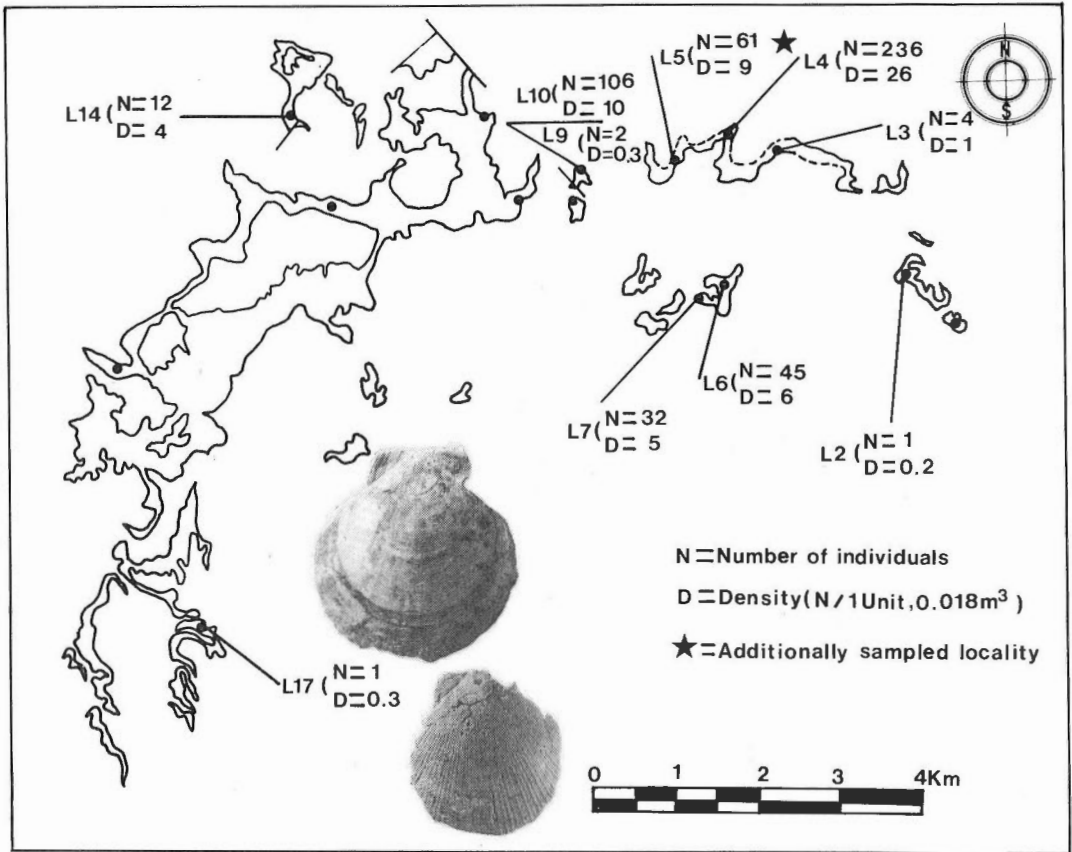 L5 ( N=61
D= 9
★ L4 ( N=236
D= 26
N
S
L14 ( N=12
D= 4
L10 ( N=106
D= 10
L9 ( N=2
D=0.3
L3 ( N=4
D= 1
L6 ( N= 45
D= 6
L7 ( N=32
D= 5
L2 ( N= 1
D=0.2
N =Number of individuals
D =Density(N/1Unit,0.018m³)
★=Additionally sampled locality
L17 ( N= 1
D=0.3
0 1 2 3 4Km